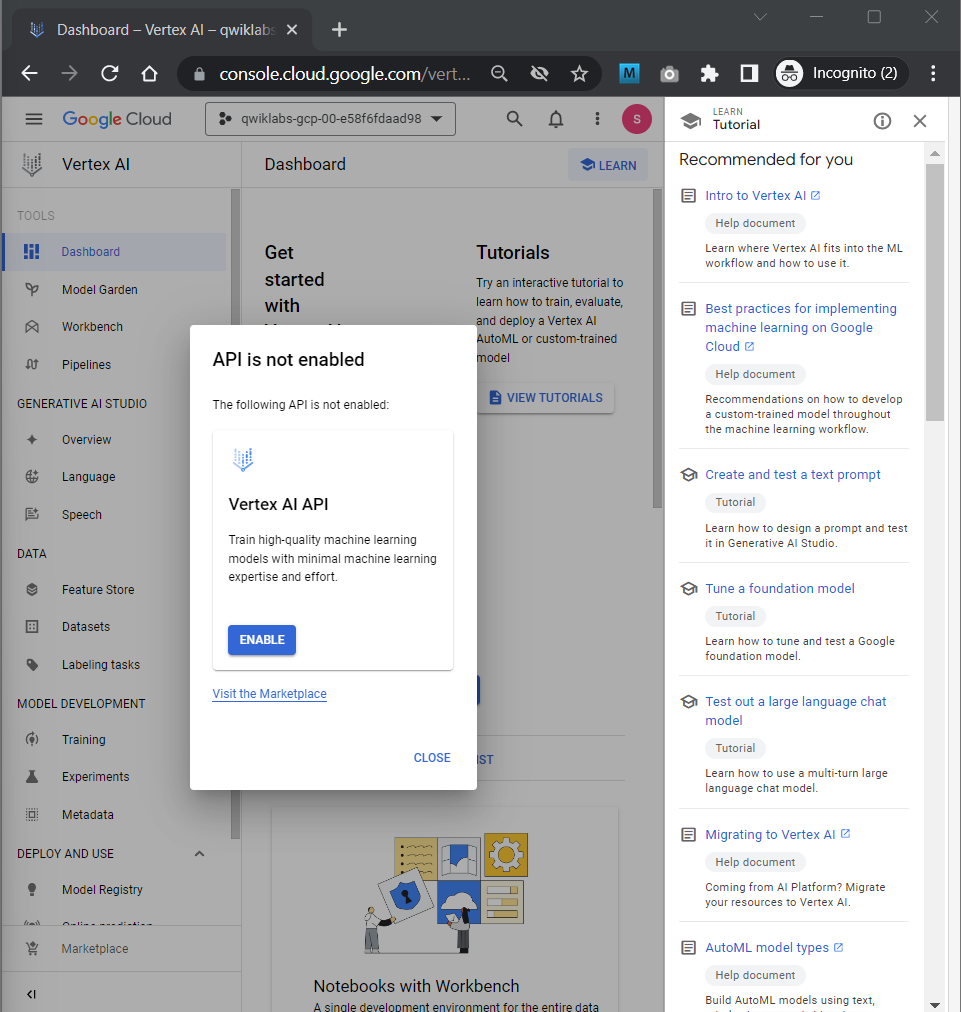 Dashboard – Vertex AI – qwiklabs
console.cloud.google.com/vert...
M
Incognito (2)
Google Cloud
qwiklabs-gcp-00-e58f6fdaad98
S
Vertex AI
Dashboard
LEARN
TOOLS
Dashboard
Model Garden
Workbench
Pipelines
GENERATIVE AI STUDIO
Overview
Language
Speech
DATA
Feature Store
Datasets
Labeling tasks
MODEL DEVELOPMENT
Training
Experiments
Metadata
DEPLOY AND USE
Model Registry
Online prediction
Marketplace
Get
started
with
Tutorials
Try an interactive tutorial to
learn how to train, evaluate,
and deploy a Vertex AI
AutoML or custom-trained
model
VIEW TUTORIALS
API is not enabled
The following API is not enabled:
Vertex AI API
Train high-quality machine learning
models with minimal machine learning
expertise and effort.
ENABLE
Visit the Marketplace
CLOSE
Notebooks with Workbench
A single development environment for the entire data
LEARN
Tutorial
Recommended for you
Intro to Vertex AI
Help document
Learn where Vertex AI fits into the ML
workflow and how to use it.
Best practices for implementing
machine learning on Google
Cloud
Help document
Recommendations on how to develop
a custom-trained model throughout
the machine learning workflow.
Create and test a text prompt
Tutorial
Learn how to design a prompt and test
it in Generative AI Studio.
Tune a foundation model
Tutorial
Learn how to tune and test a Google
foundation model.
Test out a large language chat
model
Tutorial
Learn how to use a multi-turn large
language chat model.
Migrating to Vertex AI
Help document
Coming from AI Platform? Migrate
your resources to Vertex AI.
AutoML model types
Help document
Build AutoML models using text,